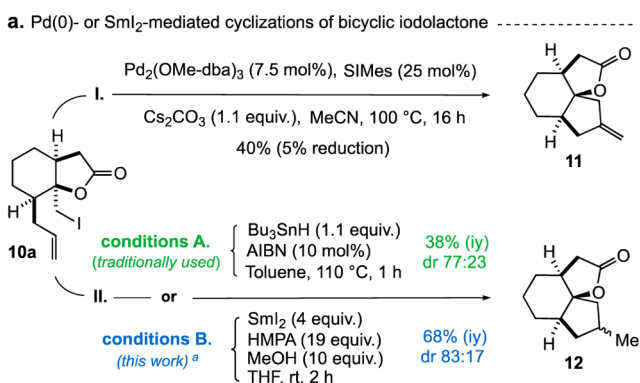 a. Pd(0)- or SmI₂-mediated cyclizations of bicyclic iodolactone
I.
Pd₂(OMe-dba)₃ (7.5 mol%), SIMes (25 mol%)
Cs₂CO₃ (1.1 equiv.), MeCN, 100 °C, 16 h
40% (5% reduction)
H
O
O
H
11
H
O
O
H
I
10a
conditions A.
(traditionally used)
Bu₃SnH (1.1 equiv.)
AIBN (10 mol%)
Toluene, 110 °C, 1 h
38% (iy)
dr 77:23
II.
or
conditions B.
(this work) ᵃ
SmI₂ (4 equiv.)
HMPA (19 equiv.)
MeOH (10 equiv.)
THF, rt. 2 h
68% (iy)
dr 83:17
H
O
O
H
Me
12